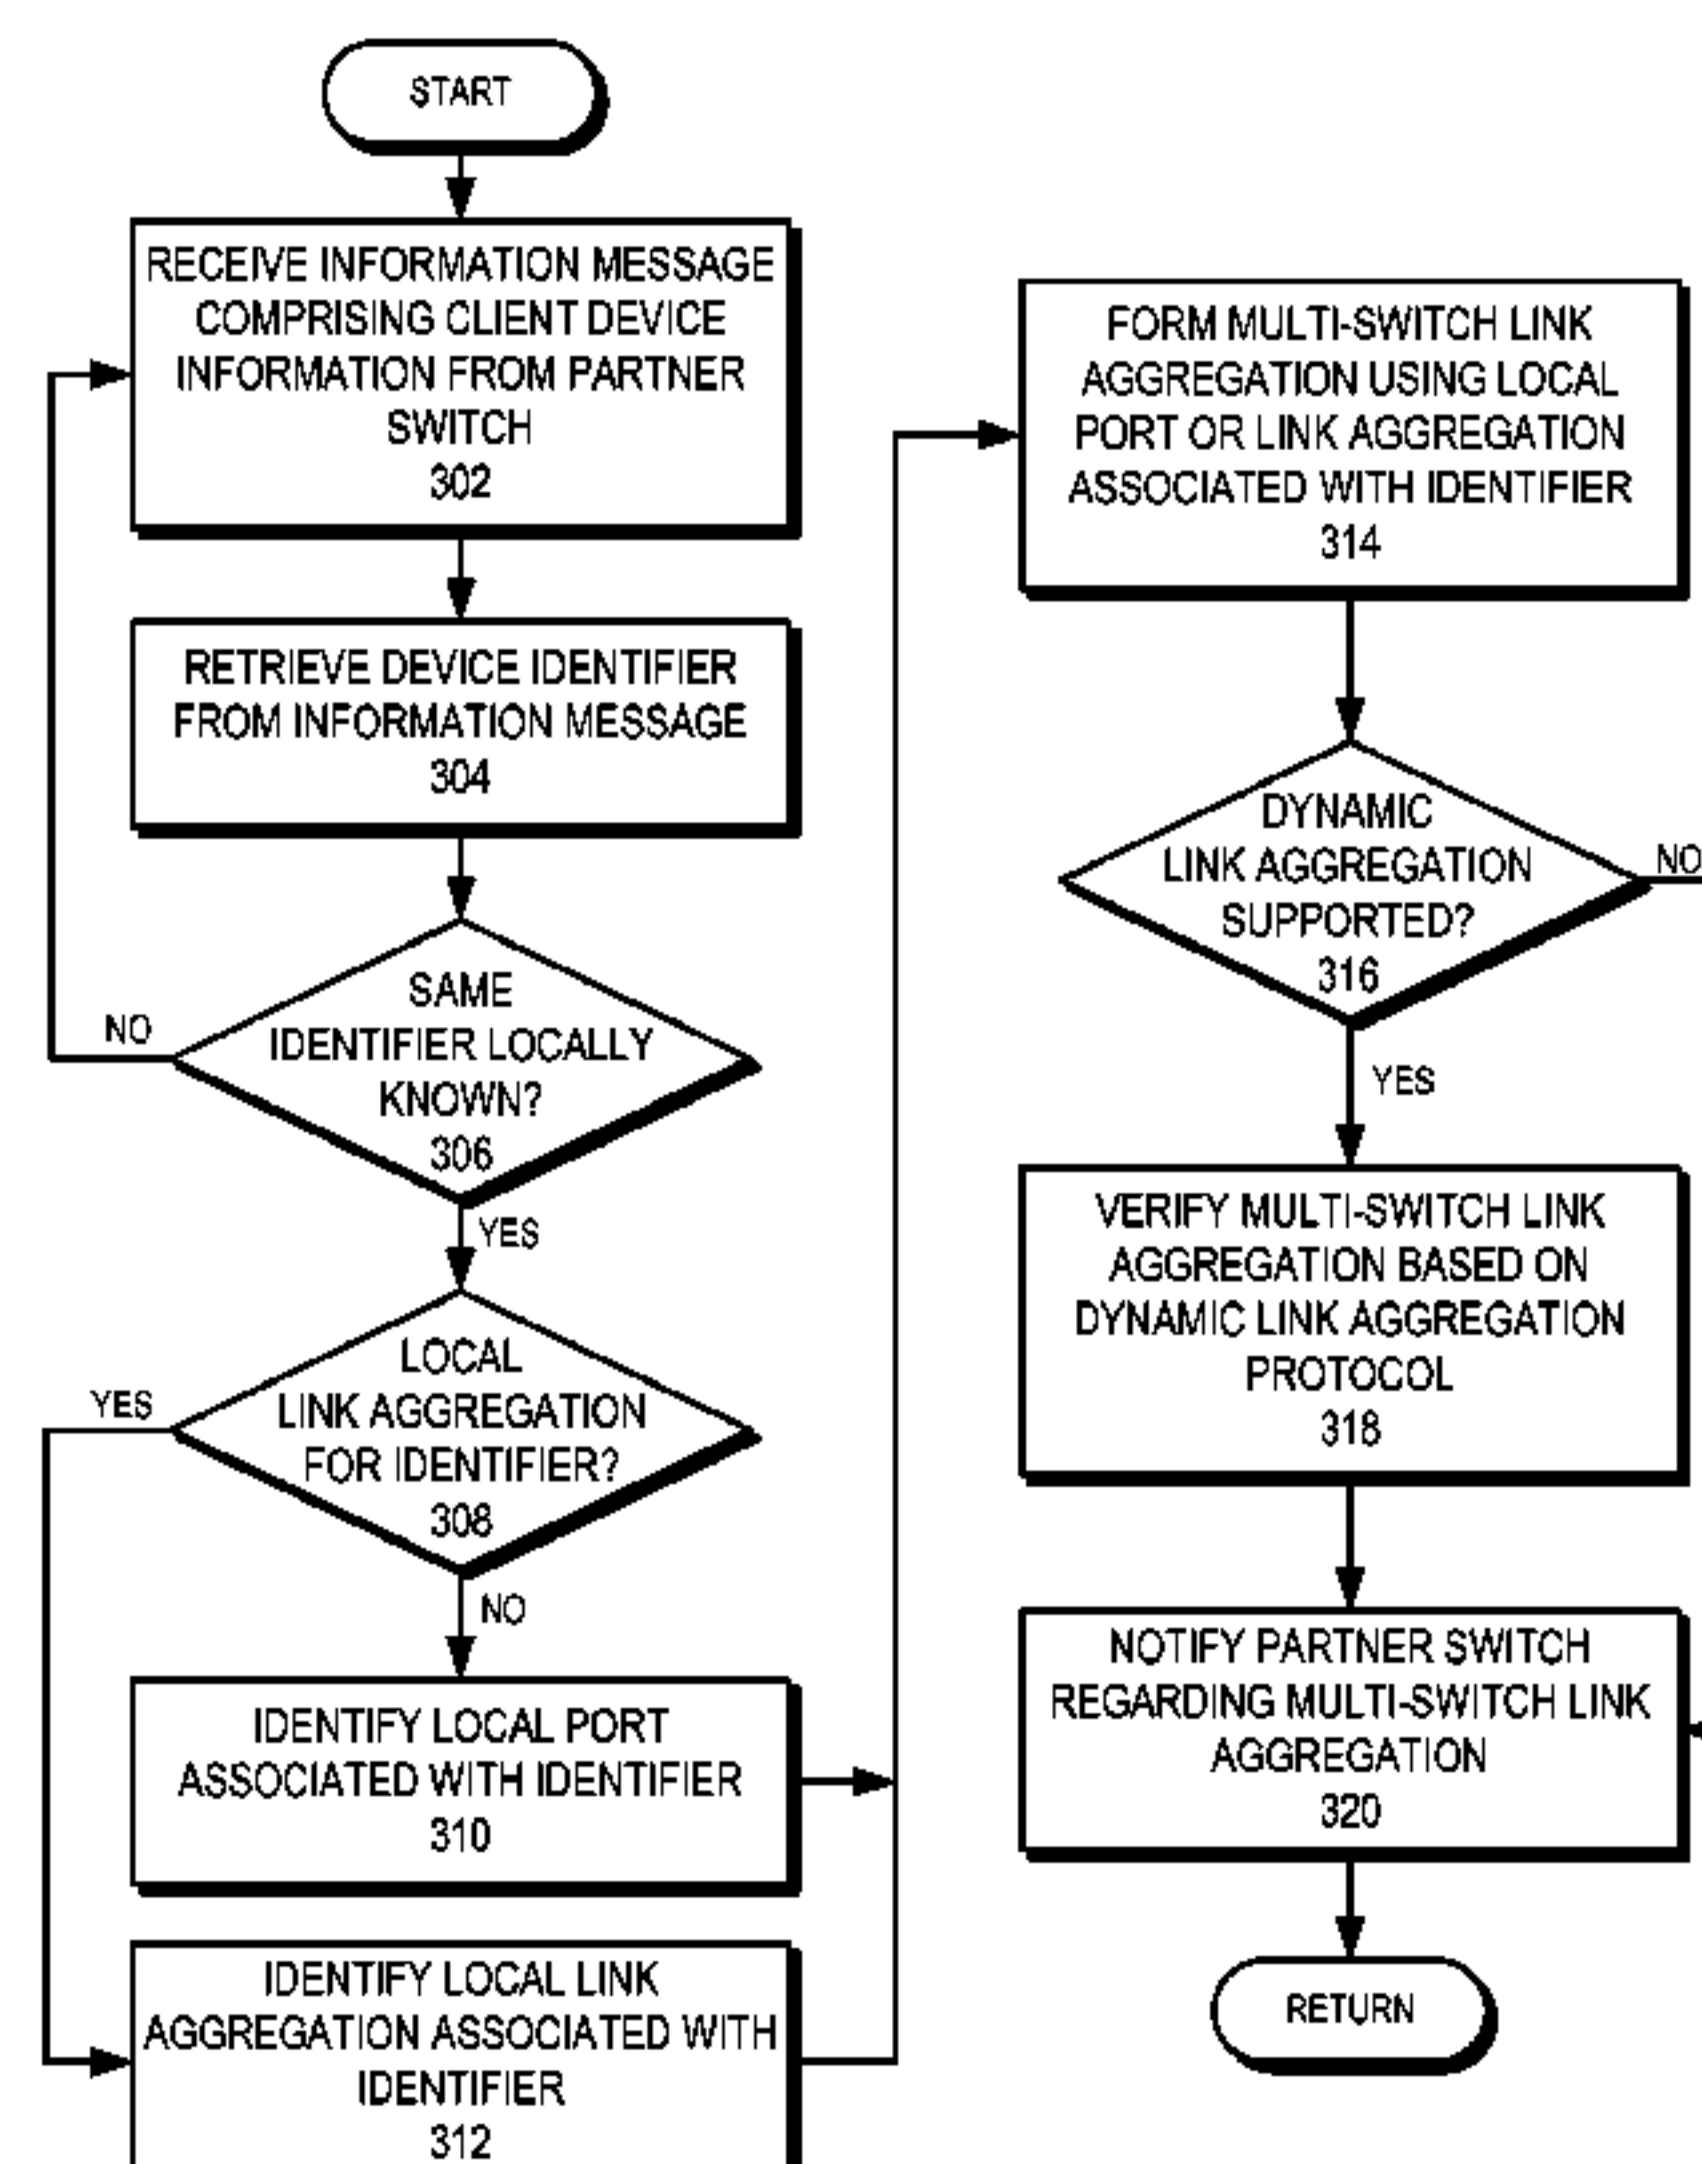 START
RECEIVE INFORMATION MESSAGE
COMPRISING CLIENT DEVICE
INFORMATION FROM PARTNER
SWITCH
302
RETRIEVE DEVICE IDENTIFIER
FROM INFORMATION MESSAGE
304
SAME
IDENTIFIER LOCALLY
KNOWN?
306
NO
YES
LOCAL
LINK AGGREGATION
FOR IDENTIFIER?
308
YES
NO
IDENTIFY LOCAL PORT
ASSOCIATED WITH IDENTIFIER
310
IDENTIFY LOCAL LINK
AGGREGATION ASSOCIATED WITH
IDENTIFIER
312
FORM MULTI-SWITCH LINK
AGGREGATION USING LOCAL
PORT OR LINK AGGREGATION
ASSOCIATED WITH IDENTIFIER
314
DYNAMIC
LINK AGGREGATION
SUPPORTED?
316
NO
YES
VERIFY MULTI-SWITCH LINK
AGGREGATION BASED ON
DYNAMIC LINK AGGREGATION
PROTOCOL
318
NOTIFY PARTNER SWITCH
REGARDING MULTI-SWITCH LINK
AGGREGATION
320
RETURN